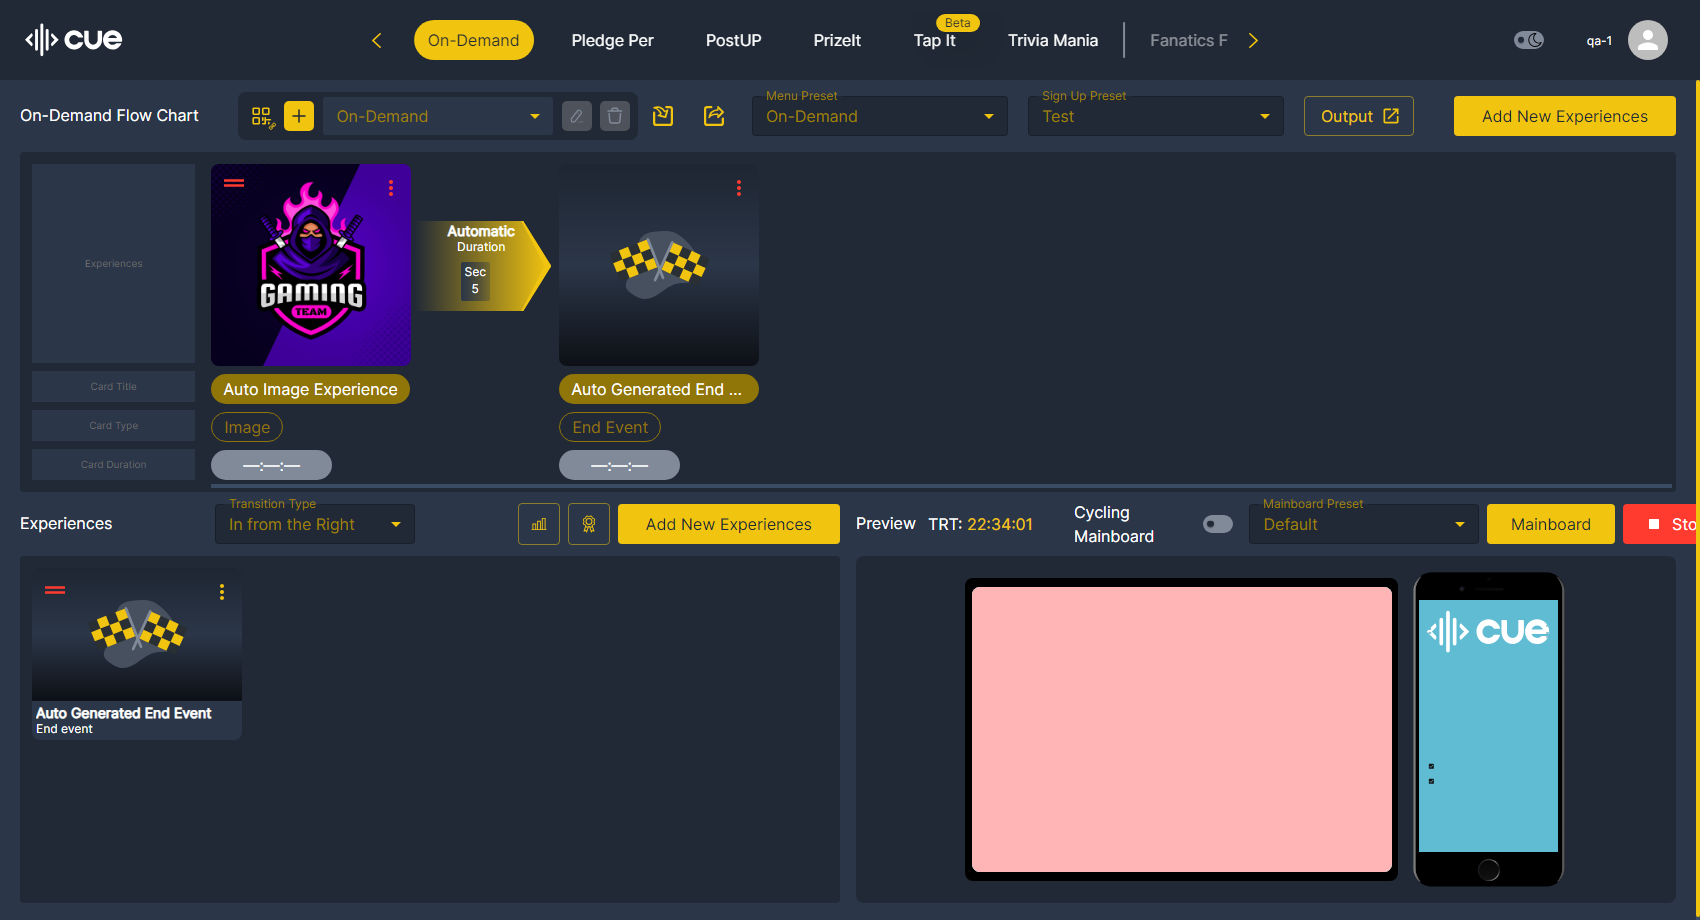 cue
On-Demand
Pledge Per
PostUP
PrizeIt
Beta
Tap It
Trivia Mania
Fanatics F
qa-1
On-Demand Flow Chart
On-Demand
Menu Preset
On-Demand
Sign Up Preset
Test
Output
Add New Experiences
Experiences
Card Title
Card Type
Card Duration
GAMING
TEAM
Automatic
Duration
Sec
5
Auto Image Experience
Image
—:—:—
Auto Generated End ...
End Event
—:—:—
Experiences
Transition Type
In from the Right
Add New Experiences
Preview
TRT: 22:34:01
Cycling
Mainboard
Mainboard Preset
Default
Mainboard
Sto
Auto Generated End Event
End event
cue